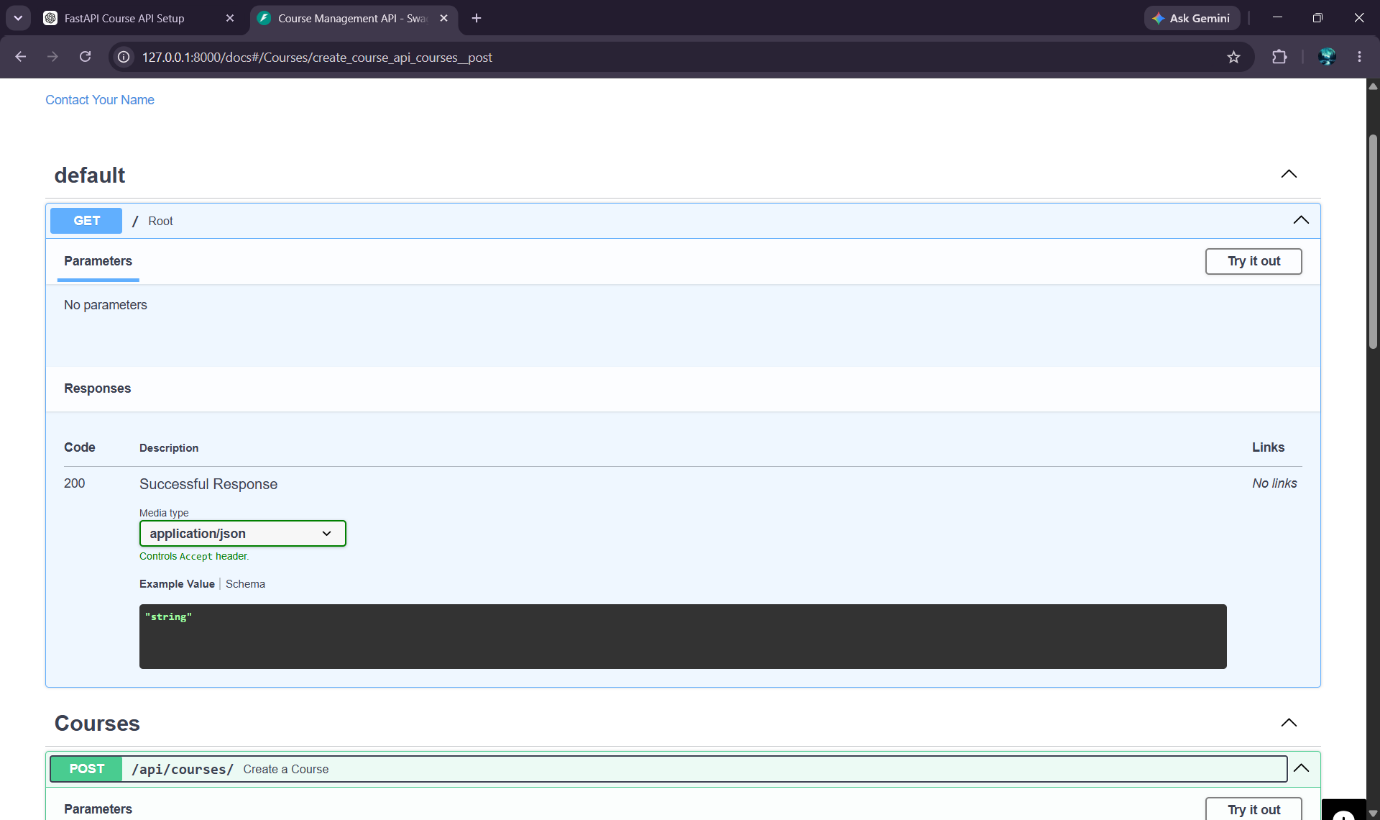 FastAPI Course API Setup
Course Management API - Swa
Ask Gemini
127.0.0.1:8000/docs#/Courses/create_course_api_courses__post
Contact Your Name
default
GET / Root
Parameters
Try it out
No parameters
Responses
Code Description Links
200 Successful Response No links
Media type
application/json
Controls Accept header.
Example Value | Schema
"string"
Courses
POST /api/courses/ Create a Course
Parameters
Try it out